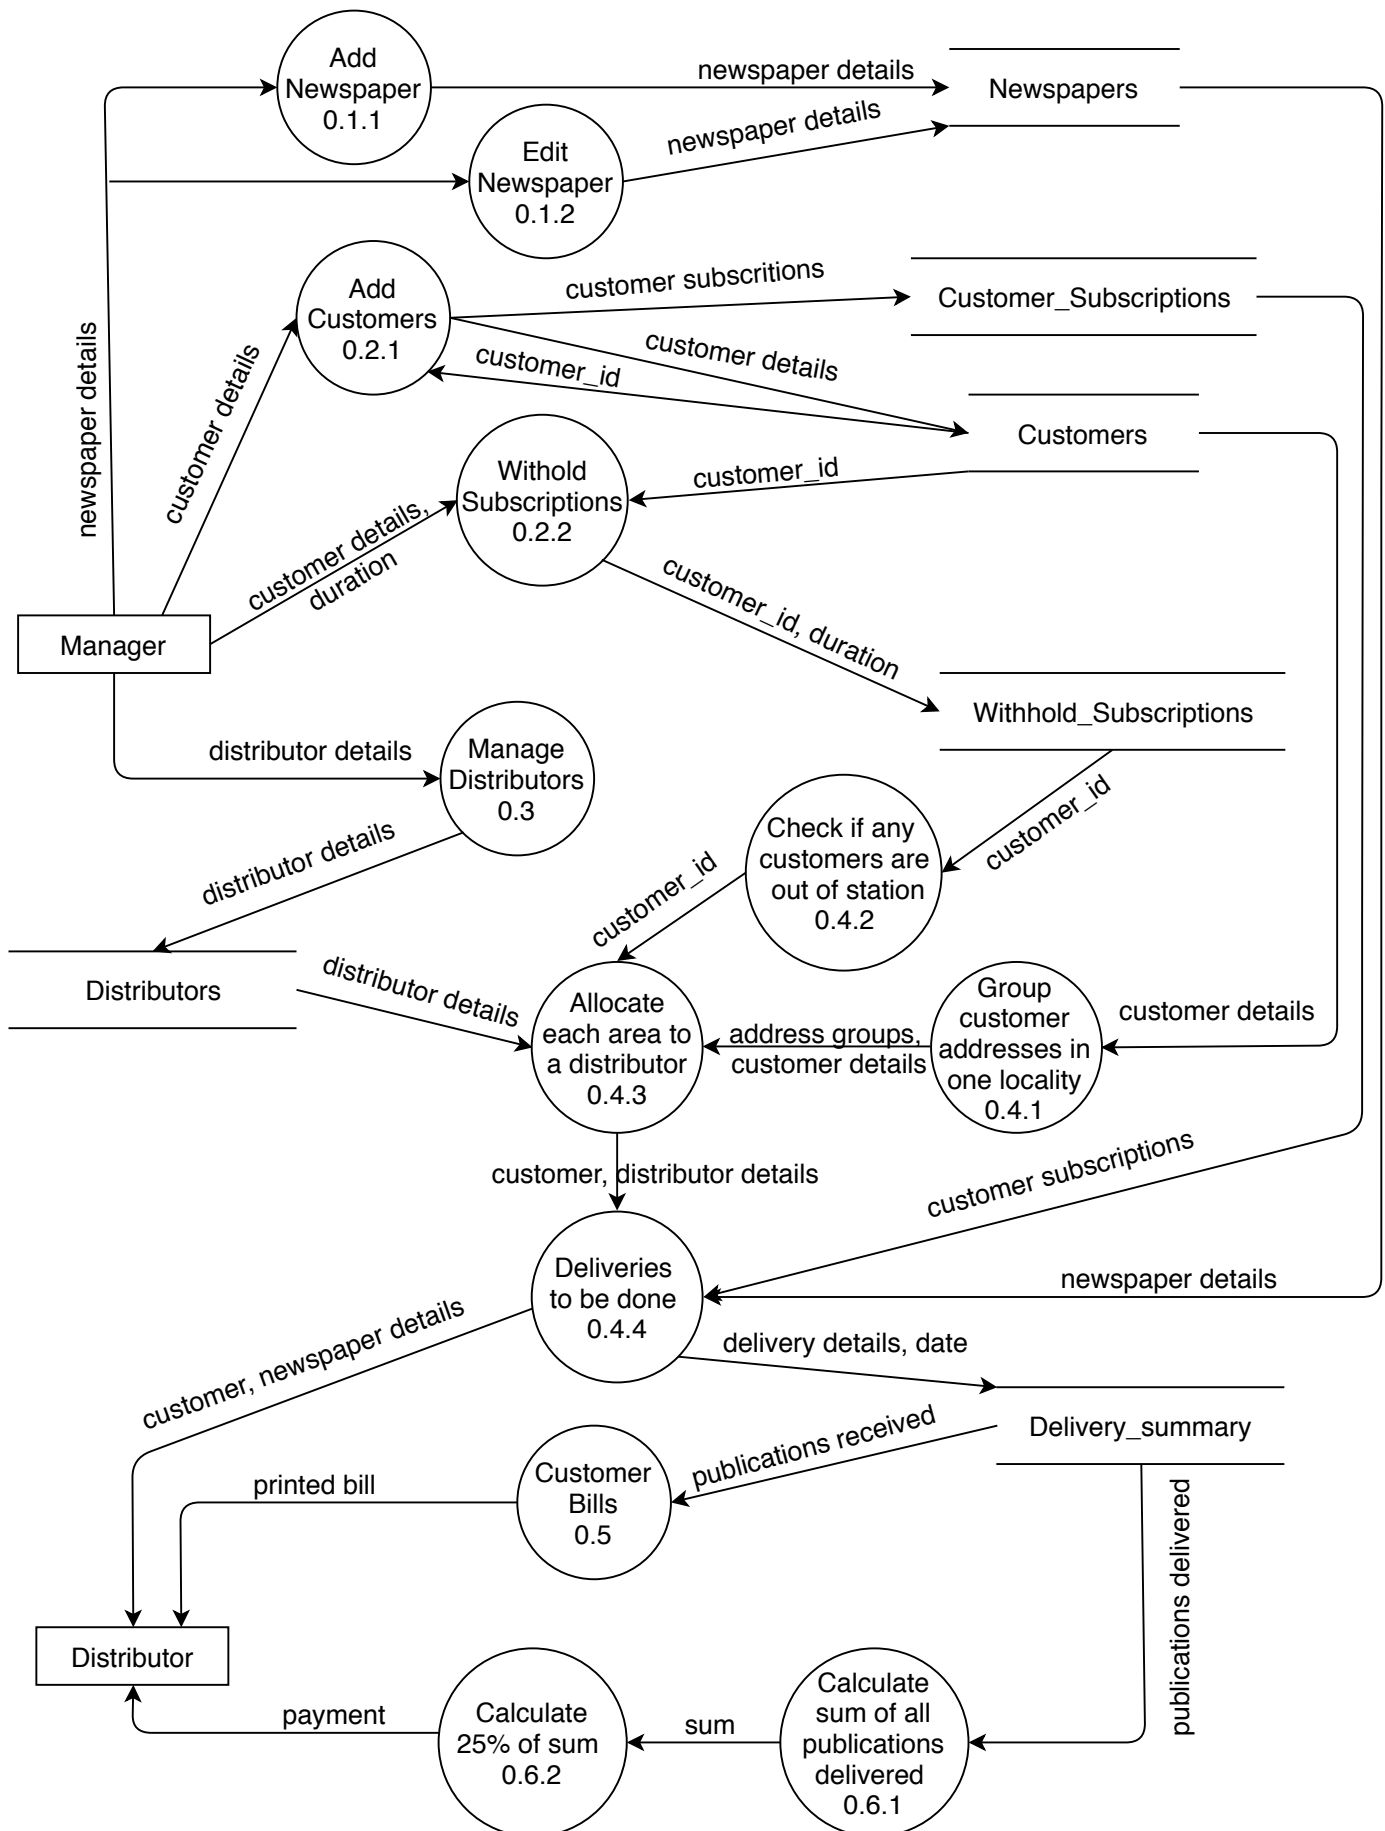 Add
Newspaper
0.1.1
newspaper details
Newspapers
Edit
Newspaper
0.1.2
newspaper details
newspaper details
Add
Customers
0.2.1
customer subscritions
Customer_Subscriptions
customer details
customer details
customer_id
Customers
Withold
Subscriptions
0.2.2
customer_id
customer details,
duration
customer_id, duration
Manager
Withhold_Subscriptions
distributor details
Manage
Distributors
0.3
distributor details
customer_id
Check if any
customers are
out of station
0.4.2
customer_id
Distributors
distributor details
Allocate
each area to
a distributor
0.4.3
address groups,
customer details
Group
customer
addresses in
one locality
0.4.1
customer details
customer, distributor details
customer subscriptions
Deliveries
to be done
0.4.4
newspaper details
customer, newspaper details
delivery details, date
Delivery_summary
publications received
Customer
Bills
0.5
printed bill
publications delivered
Distributor
payment
Calculate
25% of sum
0.6.2
sum
Calculate
sum of all
publications
delivered
0.6.1